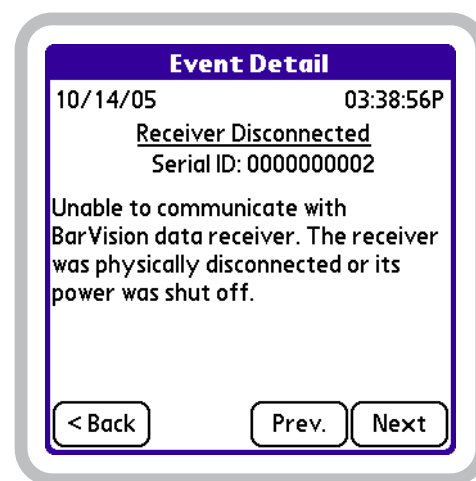 Event Detail
10/14/05 03:38:56P
Receiver Disconnected
Serial ID: 0000000002
Unable to communicate with
BarVision data receiver. The receiver
was physically disconnected or its
power was shut off.
< Back Prev. Next